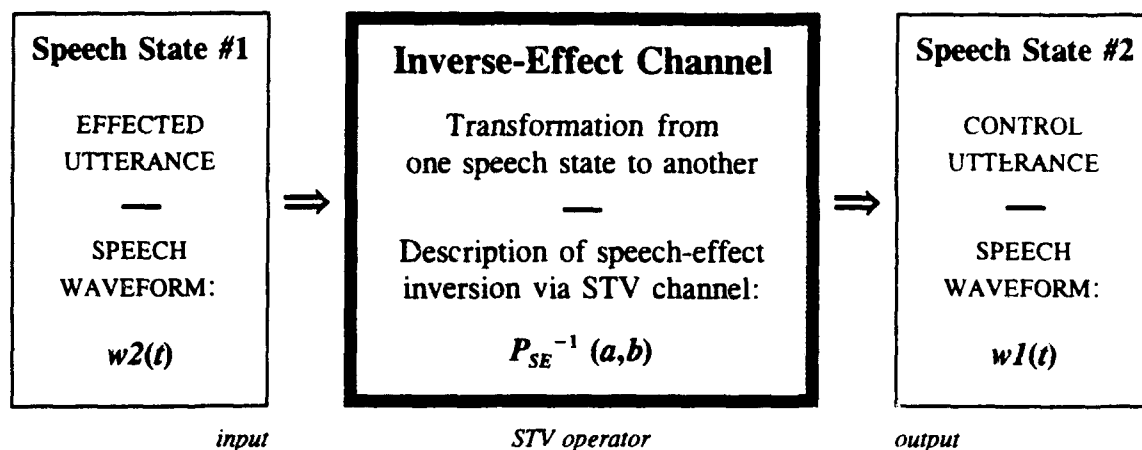 Speech State #1
EFFECTED
UTTERANCE
—
SPEECH
WAVEFORM:
w2(t)
⇒
Inverse-Effect Channel
Transformation from
one speech state to another
—
Description of speech-effect
inversion via STV channel:
P_SE⁻¹ (a,b)
⇒
Speech State #2
CONTROL
UTTERANCE
—
SPEECH
WAVEFORM:
w1(t)
input
STV operator
output